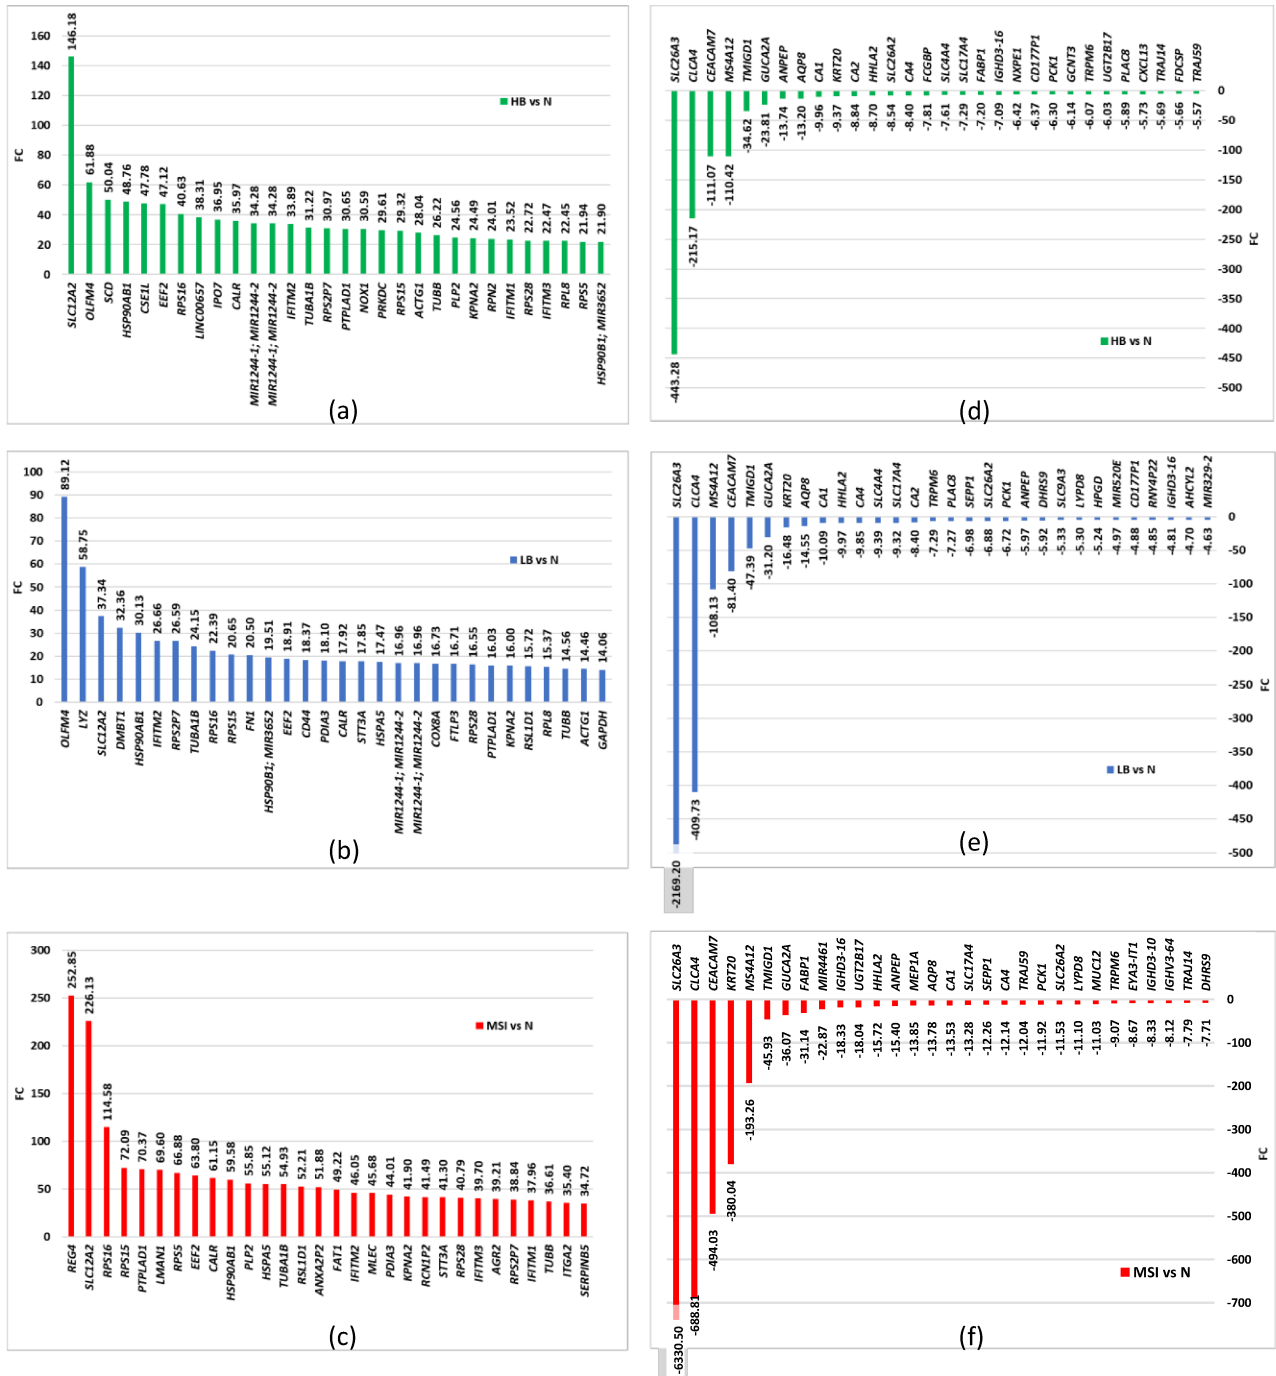 160
140
120
100
80
60
40
20
0
FC
146.18
61.88
50.04
48.76
47.78
47.12
40.63
38.31
36.95
35.97
34.28
34.28
33.89
31.22
30.97
30.65
30.59
29.61
29.32
28.04
26.22
24.56
24.49
24.01
23.52
22.72
22.47
22.45
21.94
21.90
HB vs N
SLC12A2
OLFM4
SCD
HSP90AB1
CSE1L
EEF2
RPS16
LINC00657
IPO7
CALR
MIR1244-1; MIR1244-2
MIR1244-1; MIR1244-2
IFITM2
TUBA1B
RPS2P7
PTPLAD1
NOX1
PRKDC
RPS15
ACTG1
TUBB
PLP2
KPNA2
RPN2
IFITM1
RPS28
IFITM3
RPL8
RPS5
HSP90B1; MIR3652
(a)
SLC26A3
CLCA4
CEACAM7
MS4A12
TMIGD1
GUCA2A
ANPEP
AQP8
CA1
KRT20
CA2
HHLA2
SLC26A2
CA4
FCGBP
SLC4A4
SLC17A4
FABP1
IGHD3-16
NXPE1
CD177P1
PCK1
GCNT3
TRPM6
UGT2B17
PLAC8
CXCL13
TRAJ14
FDCSP
TRAJ59
-443.28
-215.17
-111.07
-110.42
-34.62
-23.81
-13.74
-13.20
-9.96
-9.37
-8.84
-8.70
-8.54
-8.40
-7.81
-7.61
-7.29
-7.20
-7.09
-6.42
-6.37
-6.30
-6.14
-6.07
-6.03
-5.89
-5.73
-5.69
-5.66
-5.57
0
-50
-100
-150
-200
-250
-300
-350
-400
-450
-500
FC
HB vs N
(d)
100
90
80
70
60
50
40
30
20
10
0
FC
89.12
58.75
37.34
32.36
30.13
26.66
26.59
24.15
22.39
20.65
20.50
19.51
18.91
18.37
18.10
17.92
17.85
17.47
16.96
16.96
16.73
16.71
16.55
16.03
16.00
15.72
15.37
14.56
14.46
14.06
LB vs N
OLFM4
LYZ
SLC12A2
DMBT1
HSP90AB1
IFITM2
RPS2P7
TUBA1B
RPS16
RPS15
FN1
HSP90B1; MIR3652
EEF2
CD44
PDIA3
CALR
STT3A
HSPA5
MIR1244-1; MIR1244-2
MIR1244-1; MIR1244-2
COX8A
FTLP3
RPS28
PTPLAD1
KPNA2
RSL1D1
RPL8
TUBB
ACTG1
GAPDH
(b)
SLC26A3
CLCA4
MS4A12
CEACAM7
TMIGD1
GUCA2A
KRT20
AQP8
CA1
HHLA2
CA4
SLC4A4
SLC17A4
CA2
TRPM6
PLAC8
SEPP1
SLC26A2
PCK1
ANPEP
DHRS9
SLC9A3
LYPD8
HPGD
MIR520E
CD177P1
RNY4P22
IGHD3-16
AHCYL2
MIR329-2
-2169.20
-409.73
-108.13
-81.40
-47.39
-31.20
-16.48
-14.55
-10.09
-9.97
-9.85
-9.39
-9.32
-8.40
-7.29
-7.27
-6.98
-6.88
-6.72
-5.97
-5.92
-5.33
-5.30
-5.24
-4.97
-4.88
-4.85
-4.81
-4.70
-4.63
0
-50
-100
-150
-200
-250
-300
-350
-400
-450
-500
FC
LB vs N
(e)
300
250
200
150
100
50
0
FC
252.85
226.13
114.58
72.09
70.37
69.60
66.88
63.80
61.15
59.58
55.85
55.12
54.93
52.21
51.88
49.22
46.05
45.68
44.01
41.90
41.49
41.30
40.79
39.70
39.21
38.84
37.96
36.61
35.40
34.72
MSI vs N
REG4
SLC12A2
RPS16
RPS15
PTPLAD1
LMAN1
RPS5
EEF2
CALR
HSP90AB1
PLP2
HSPA5
TUBA1B
RSL1D1
ANXA2P2
FAT1
IFITM2
MLEC
PDIA3
KPNA2
RCN1P2
STT3A
RPS28
IFITM3
AGR2
RPS2P7
IFITM1
TUBB
ITGA2
SERPINB5
(c)
SLC26A3
CLCA4
CEACAM7
KRT20
MS4A12
TMIGD1
GUCA2A
FABP1
MIR4461
IGHD3-16
UGT2B17
HHLA2
ANPEP
MEP1A
AQP8
CA1
SLC17A4
SEPP1
CA4
TRAJ59
PCK1
SLC26A2
LYPD8
MUC12
TRPM6
EYA3-IT1
IGHD3-10
IGHV3-64
TRAJ14
DHRS9
-6330.50
-688.81
-494.03
-380.04
-193.26
-45.93
-36.07
-31.14
-22.87
-18.33
-18.04
-15.72
-15.40
-13.85
-13.78
-13.53
-13.28
-12.26
-12.14
-12.04
-11.92
-11.53
-11.10
-11.03
-9.07
-8.67
-8.33
-8.12
-7.79
-7.71
0
-100
-200
-300
-400
-500
-600
-700
FC
MSI vs N
(f)